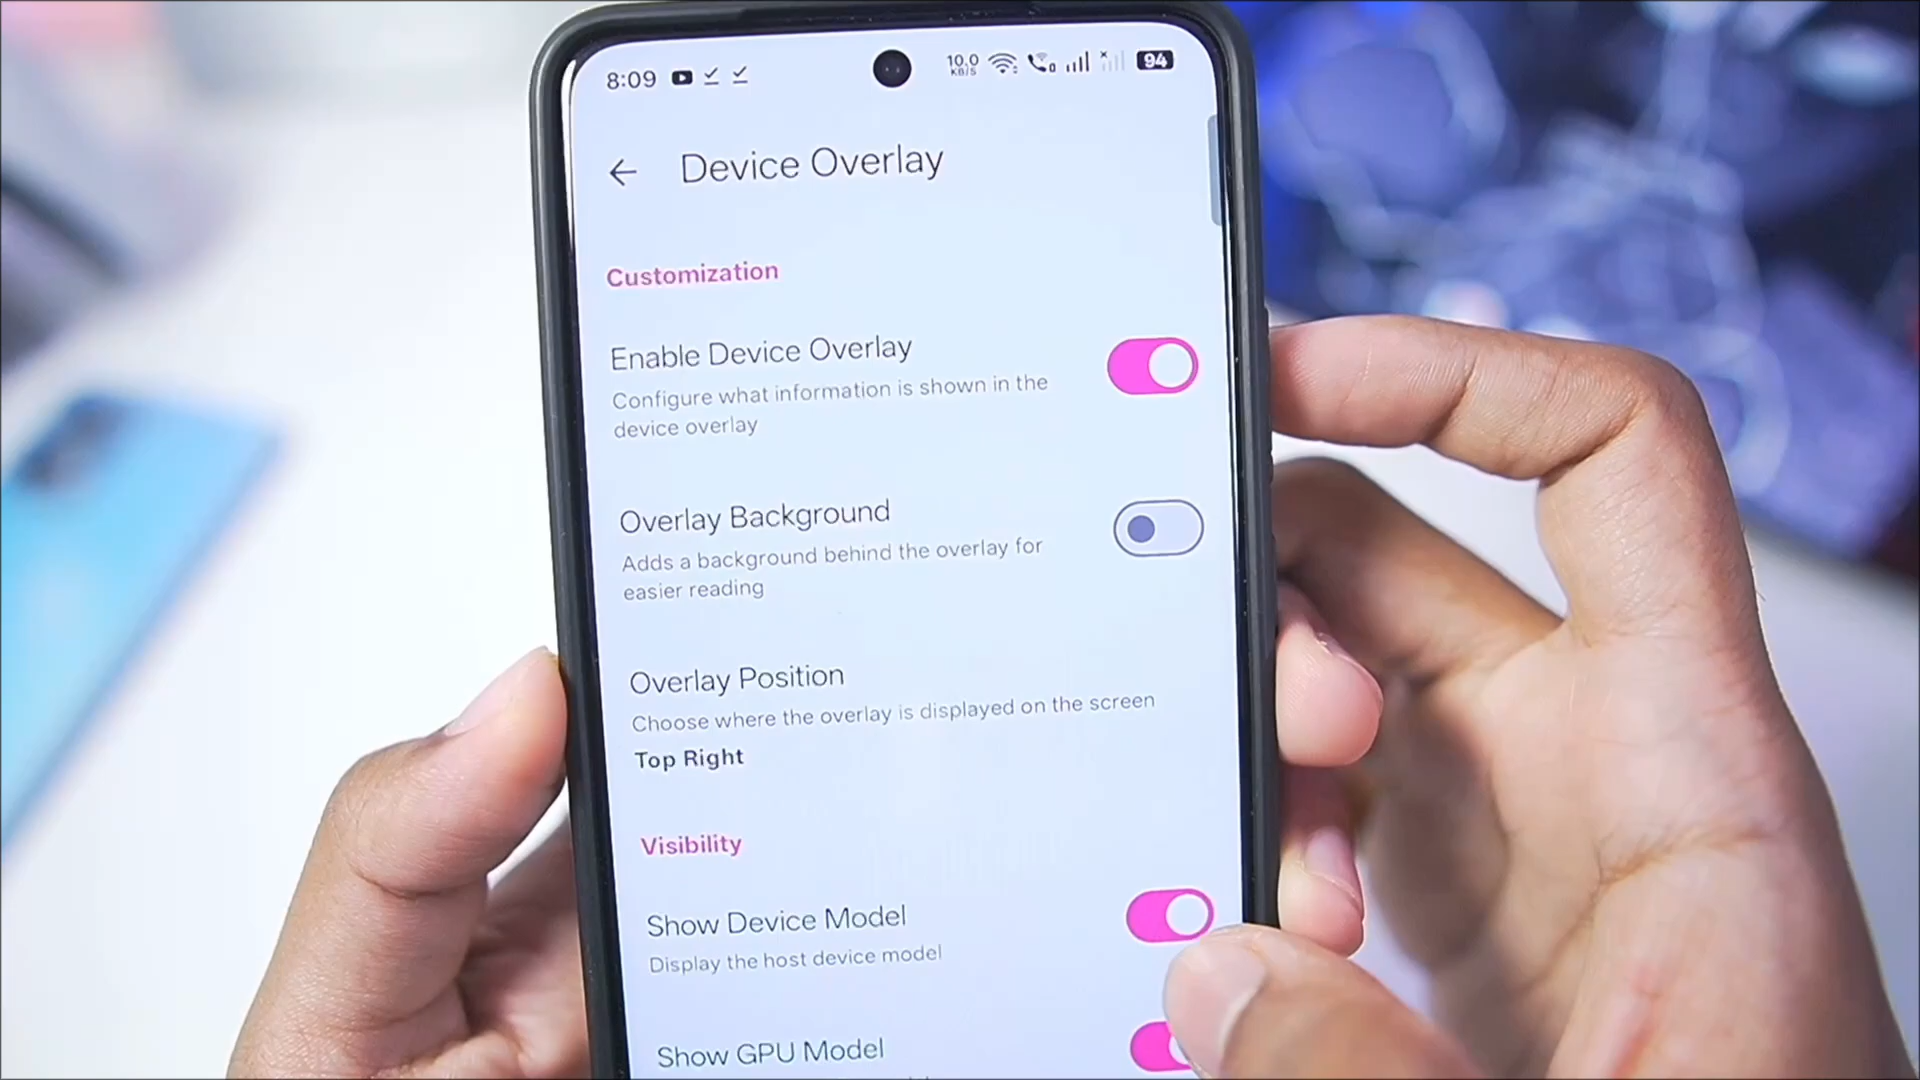 8:09 10.0 KB/S 94
Device Overlay
Customization
Enable Device Overlay
Configure what information is shown in the
device overlay
Overlay Background
Adds a background behind the overlay for
easier reading
Overlay Position
Choose where the overlay is displayed on the screen
Top Right
Visibility
Show Device Model
Display the host device model
Show GPU Model